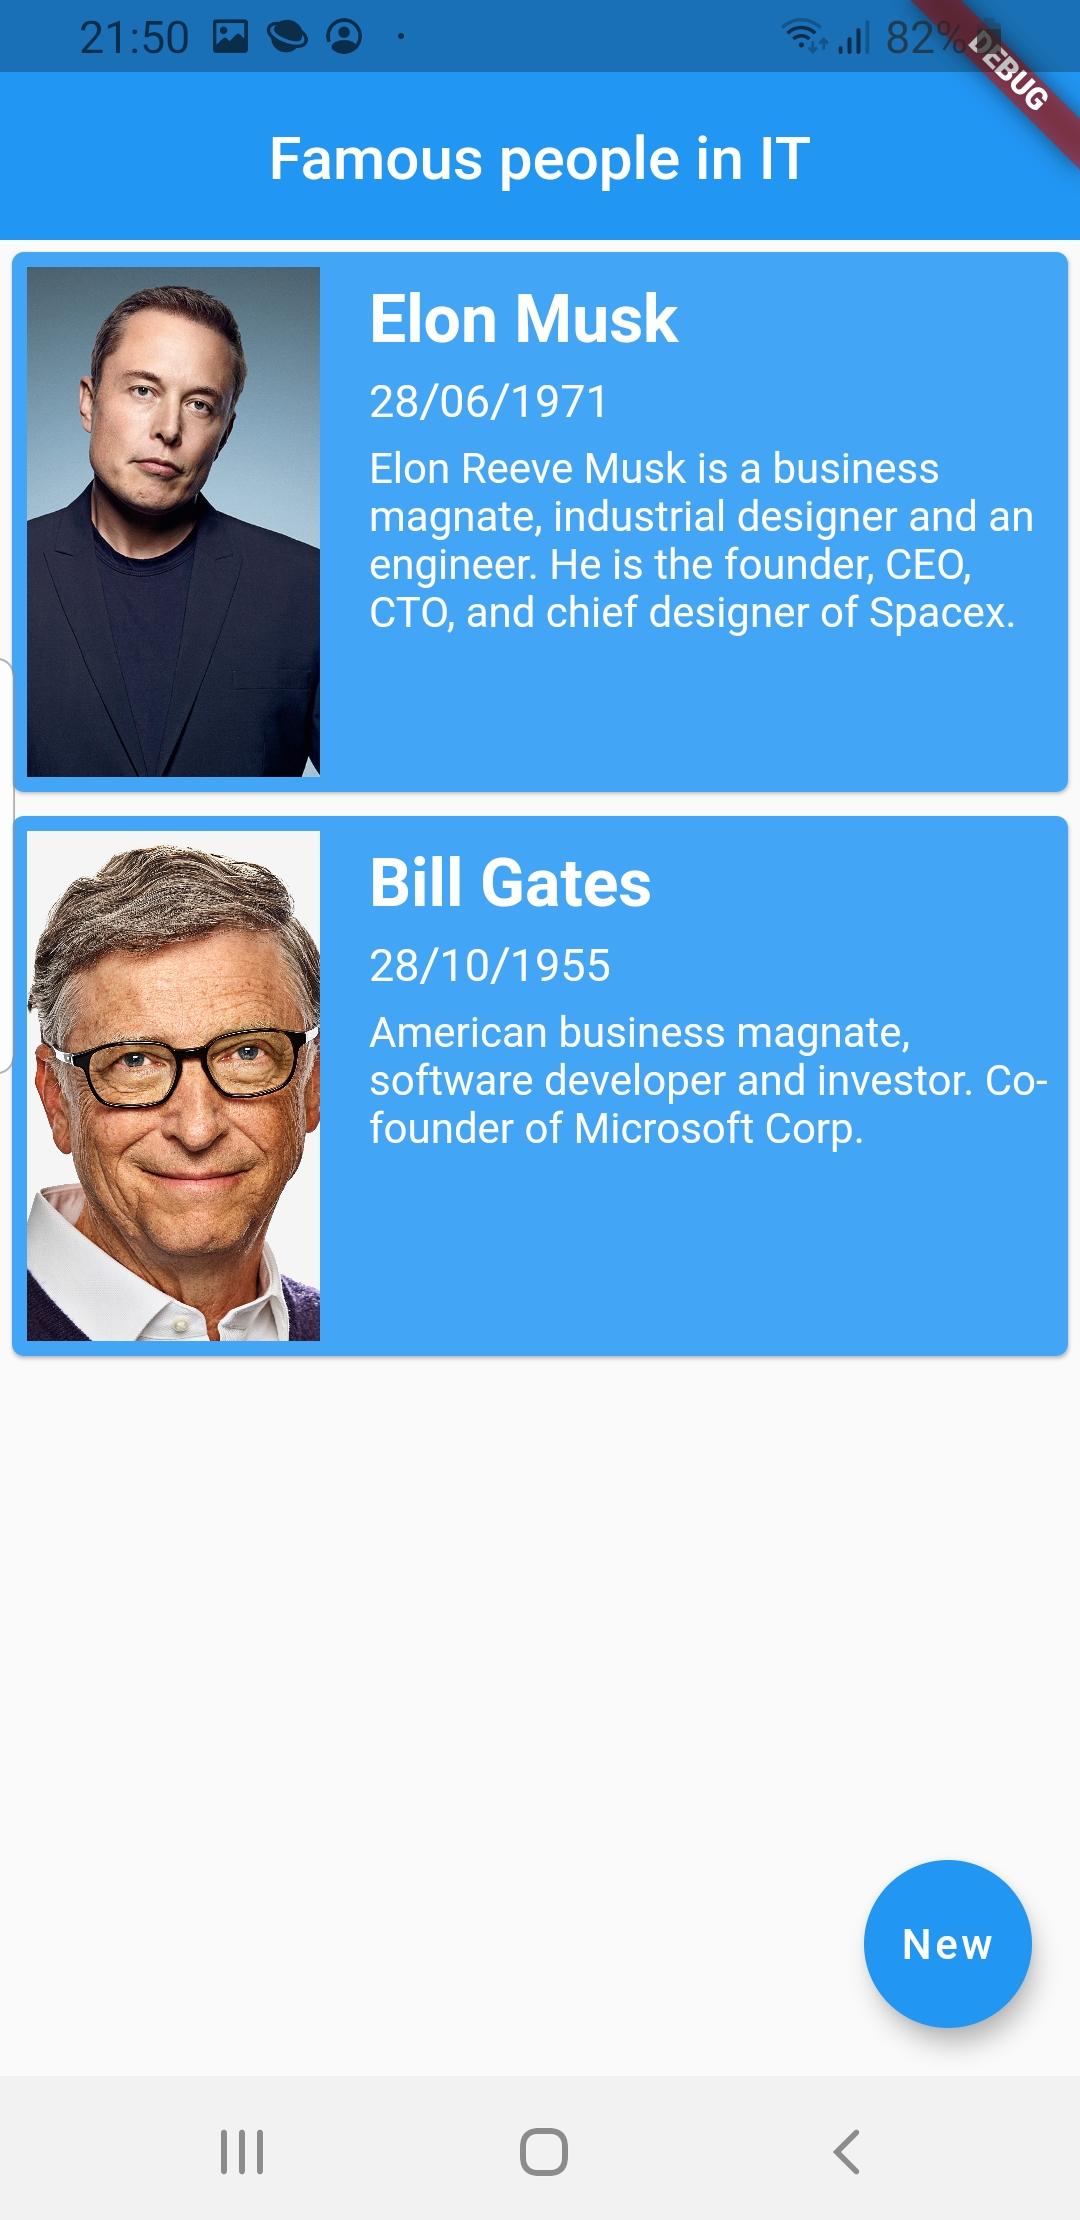 21:50
82%
DEBUG
Famous people in IT
Elon Musk
28/06/1971
Elon Reeve Musk is a business
magnate, industrial designer and an
engineer. He is the founder, CEO,
CTO, and chief designer of Spacex.
Bill Gates
28/10/1955
American business magnate,
software developer and investor. Co-
founder of Microsoft Corp.
New